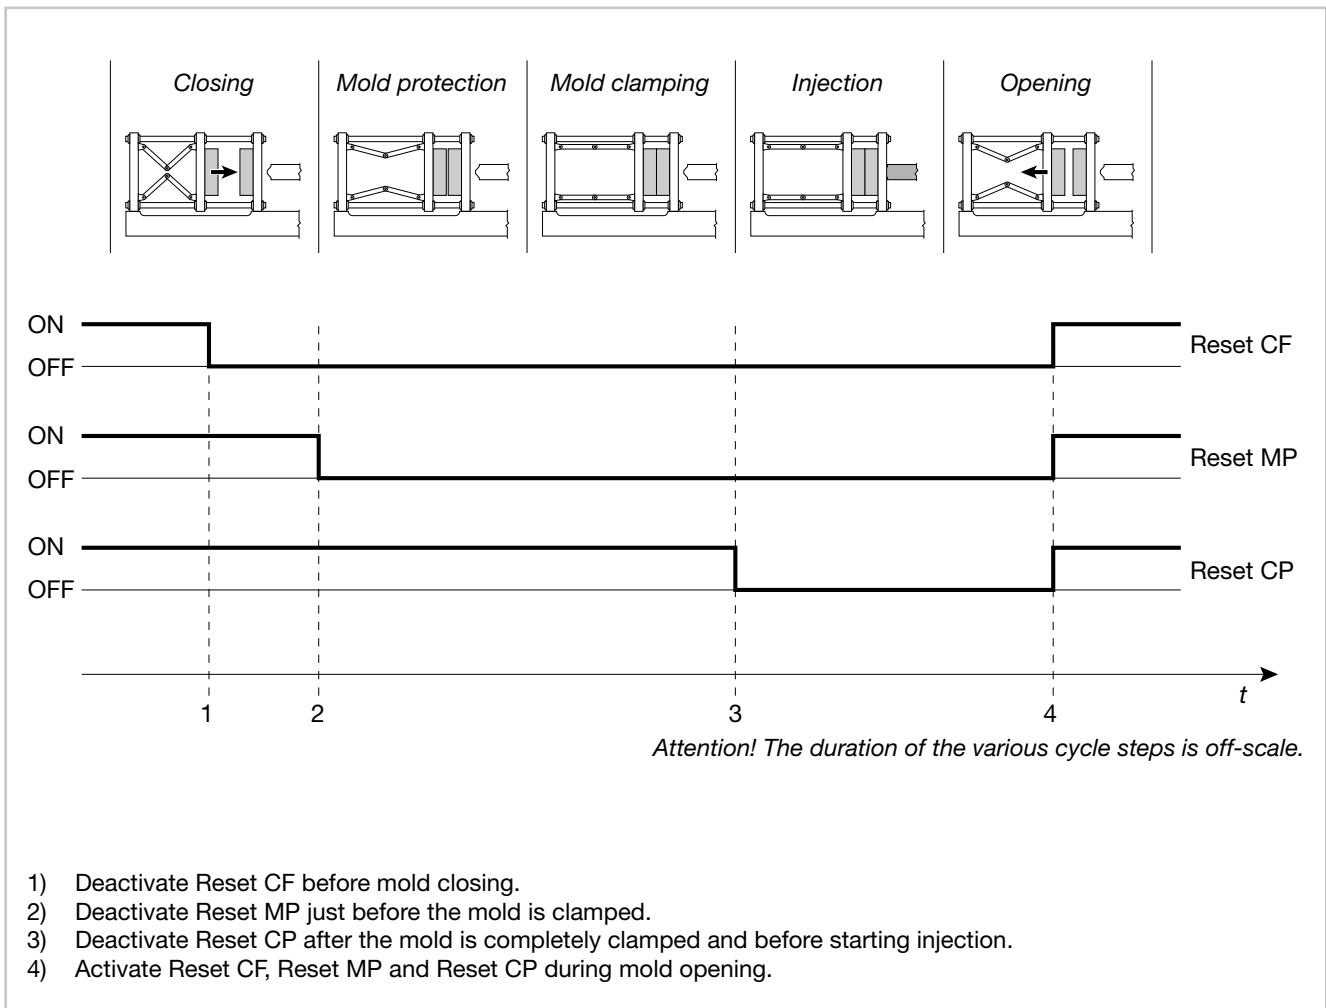 Closing
Mold protection
Mold clamping
Injection
Opening
ON
OFF
Reset CF
ON
OFF
Reset MP
ON
OFF
Reset CP
t
1
2
3
4
Attention! The duration of the various cycle steps is off-scale.
1) Deactivate Reset CF before mold closing.
2) Deactivate Reset MP just before the mold is clamped.
3) Deactivate Reset CP after the mold is completely clamped and before starting injection.
4) Activate Reset CF, Reset MP and Reset CP during mold opening.